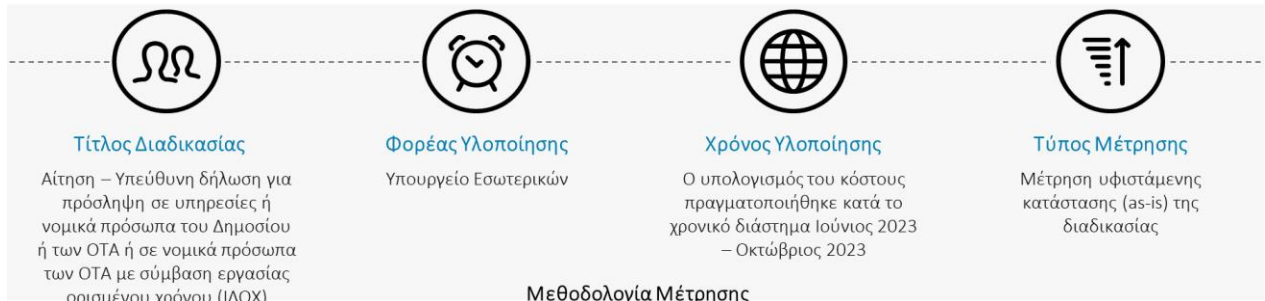 Τίτλος Διαδικασίας
Αίτηση – Υπεύθυνη δήλωση για
πρόσληψη σε υπηρεσίες ή
νομικά πρόσωπα του Δημοσίου
ή των ΟΤΑ ή σε νομικά πρόσωπα
των ΟΤΑ με σύμβαση εργασίας
ορισμένου χρόνου (ΙΔΟΧ)
Φορέας Υλοποίησης
Υπουργείο Εσωτερικών
Χρόνος Υλοποίησης
Ο υπολογισμός του κόστους
πραγματοποιήθηκε κατά το
χρονικό διάστημα Ιούνιος 2023
– Οκτώβριος 2023
Τύπος Μέτρησης
Μέτρηση υφιστάμενης
κατάστασης (as-is) της
διαδικασίας
Μεθοδολογία Μέτρησης